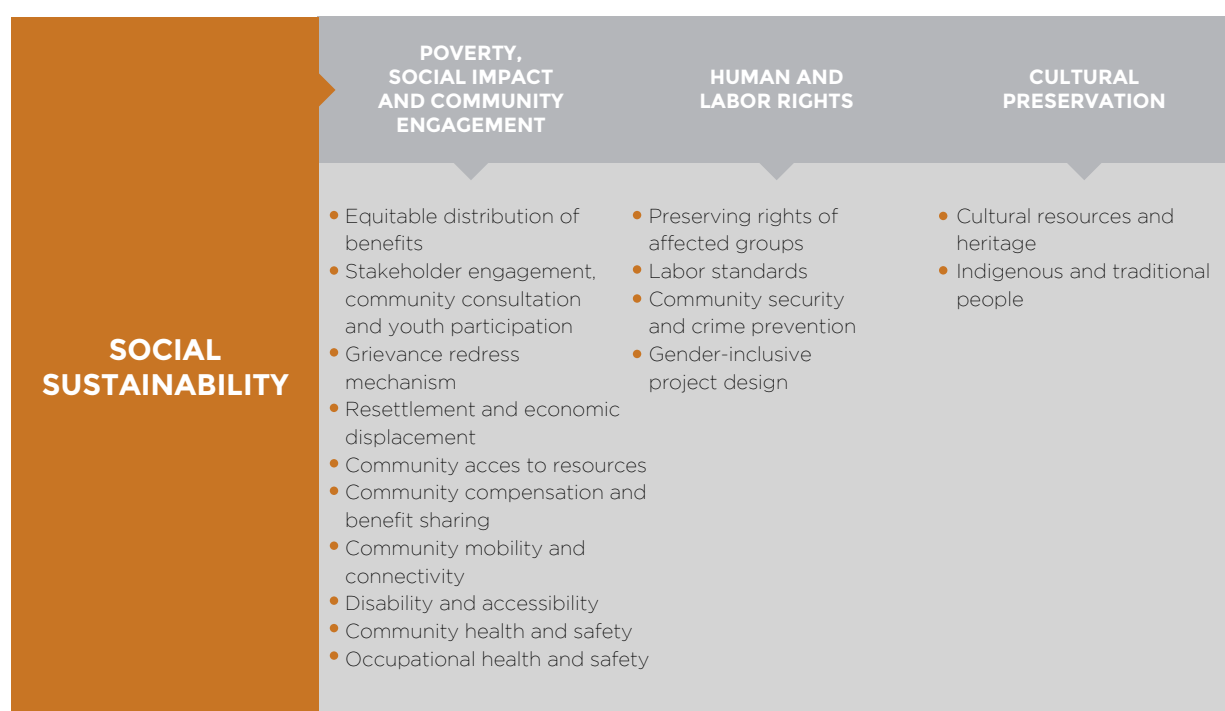 SOCIAL
SUSTAINABILITY
POVERTY,
SOCIAL IMPACT
AND COMMUNITY
ENGAGEMENT
• Equitable distribution of
benefits
• Stakeholder engagement,
community consultation
and youth participation
• Grievance redress
mechanism
• Resettlement and economic
displacement
• Community acces to resources
• Community compensation and
benefit sharing
• Community mobility and
connectivity
• Disability and accessibility
• Community health and safety
• Occupational health and safety
HUMAN AND
LABOR RIGHTS
• Preserving rights of
affected groups
• Labor standards
• Community security
and crime prevention
• Gender-inclusive
project design
CULTURAL
PRESERVATION
• Cultural resources and
heritage
• Indigenous and traditional
people